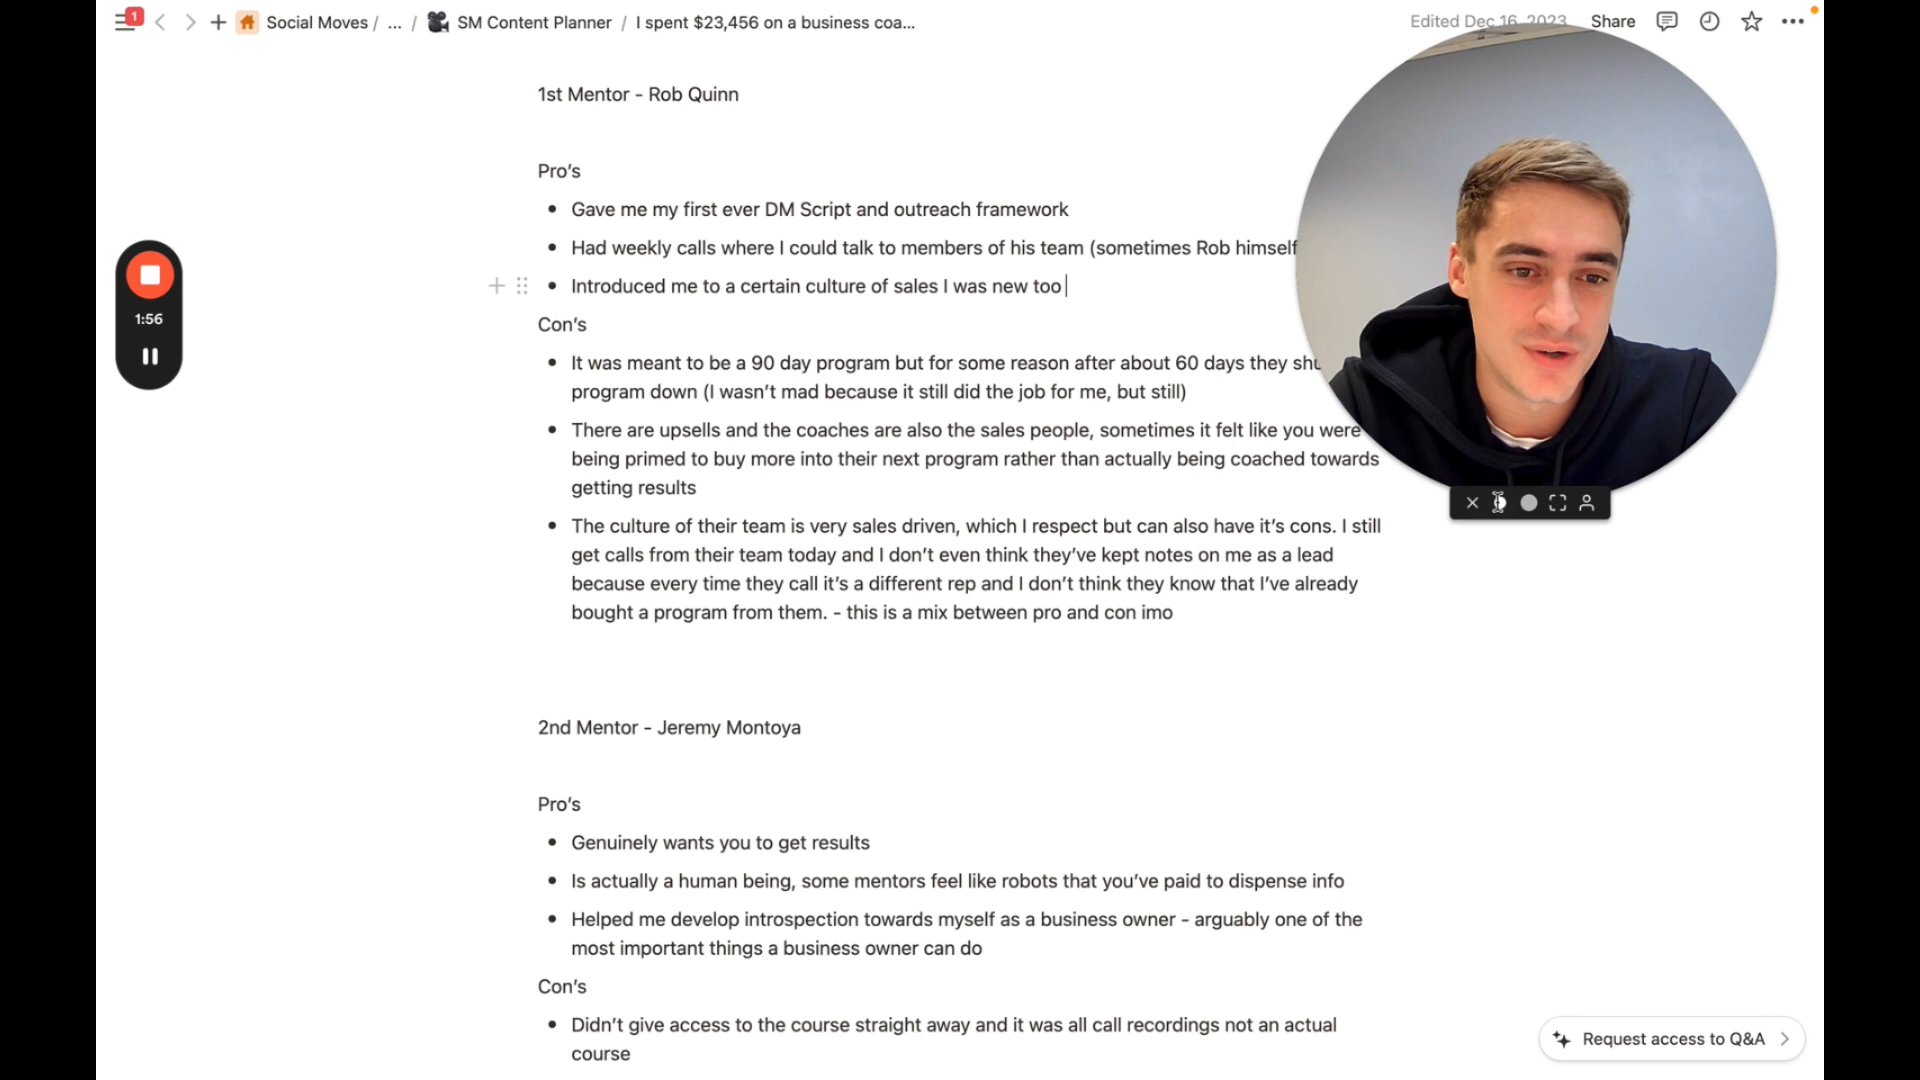 1
Social Moves / ... / SM Content Planner / I spent $23,456 on a business coa...
Edited Dec 16, 2023 Share
1st Mentor - Rob Quinn
Pro's
• Gave me my first ever DM Script and outreach framework
• Had weekly calls where I could talk to members of his team (sometimes Rob himself
• Introduced me to a certain culture of sales I was new too
1:56
Con's
• It was meant to be a 90 day program but for some reason after about 60 days they
program down (I wasn't mad because it still did the job for me, but still)
• There are upsells and the coaches are also the sales people, sometimes it felt like you were
being primed to buy more into their next program rather than actually being coached towards
getting results
• The culture of their team is very sales driven, which I respect but can also have it's cons. I still
get calls from their team today and I don't even think they've kept notes on me as a lead
because every time they call it's a different rep and I don't think they know that I've already
bought a program from them. - this is a mix between pro and con imo
2nd Mentor - Jeremy Montoya
Pro's
• Genuinely wants you to get results
• Is actually a human being, some mentors feel like robots that you've paid to dispense info
• Helped me develop introspection towards myself as a business owner - arguably one of the
most important things a business owner can do
Con's
• Didn't give access to the course straight away and it was all call recordings not an actual
course
Request access to Q&A